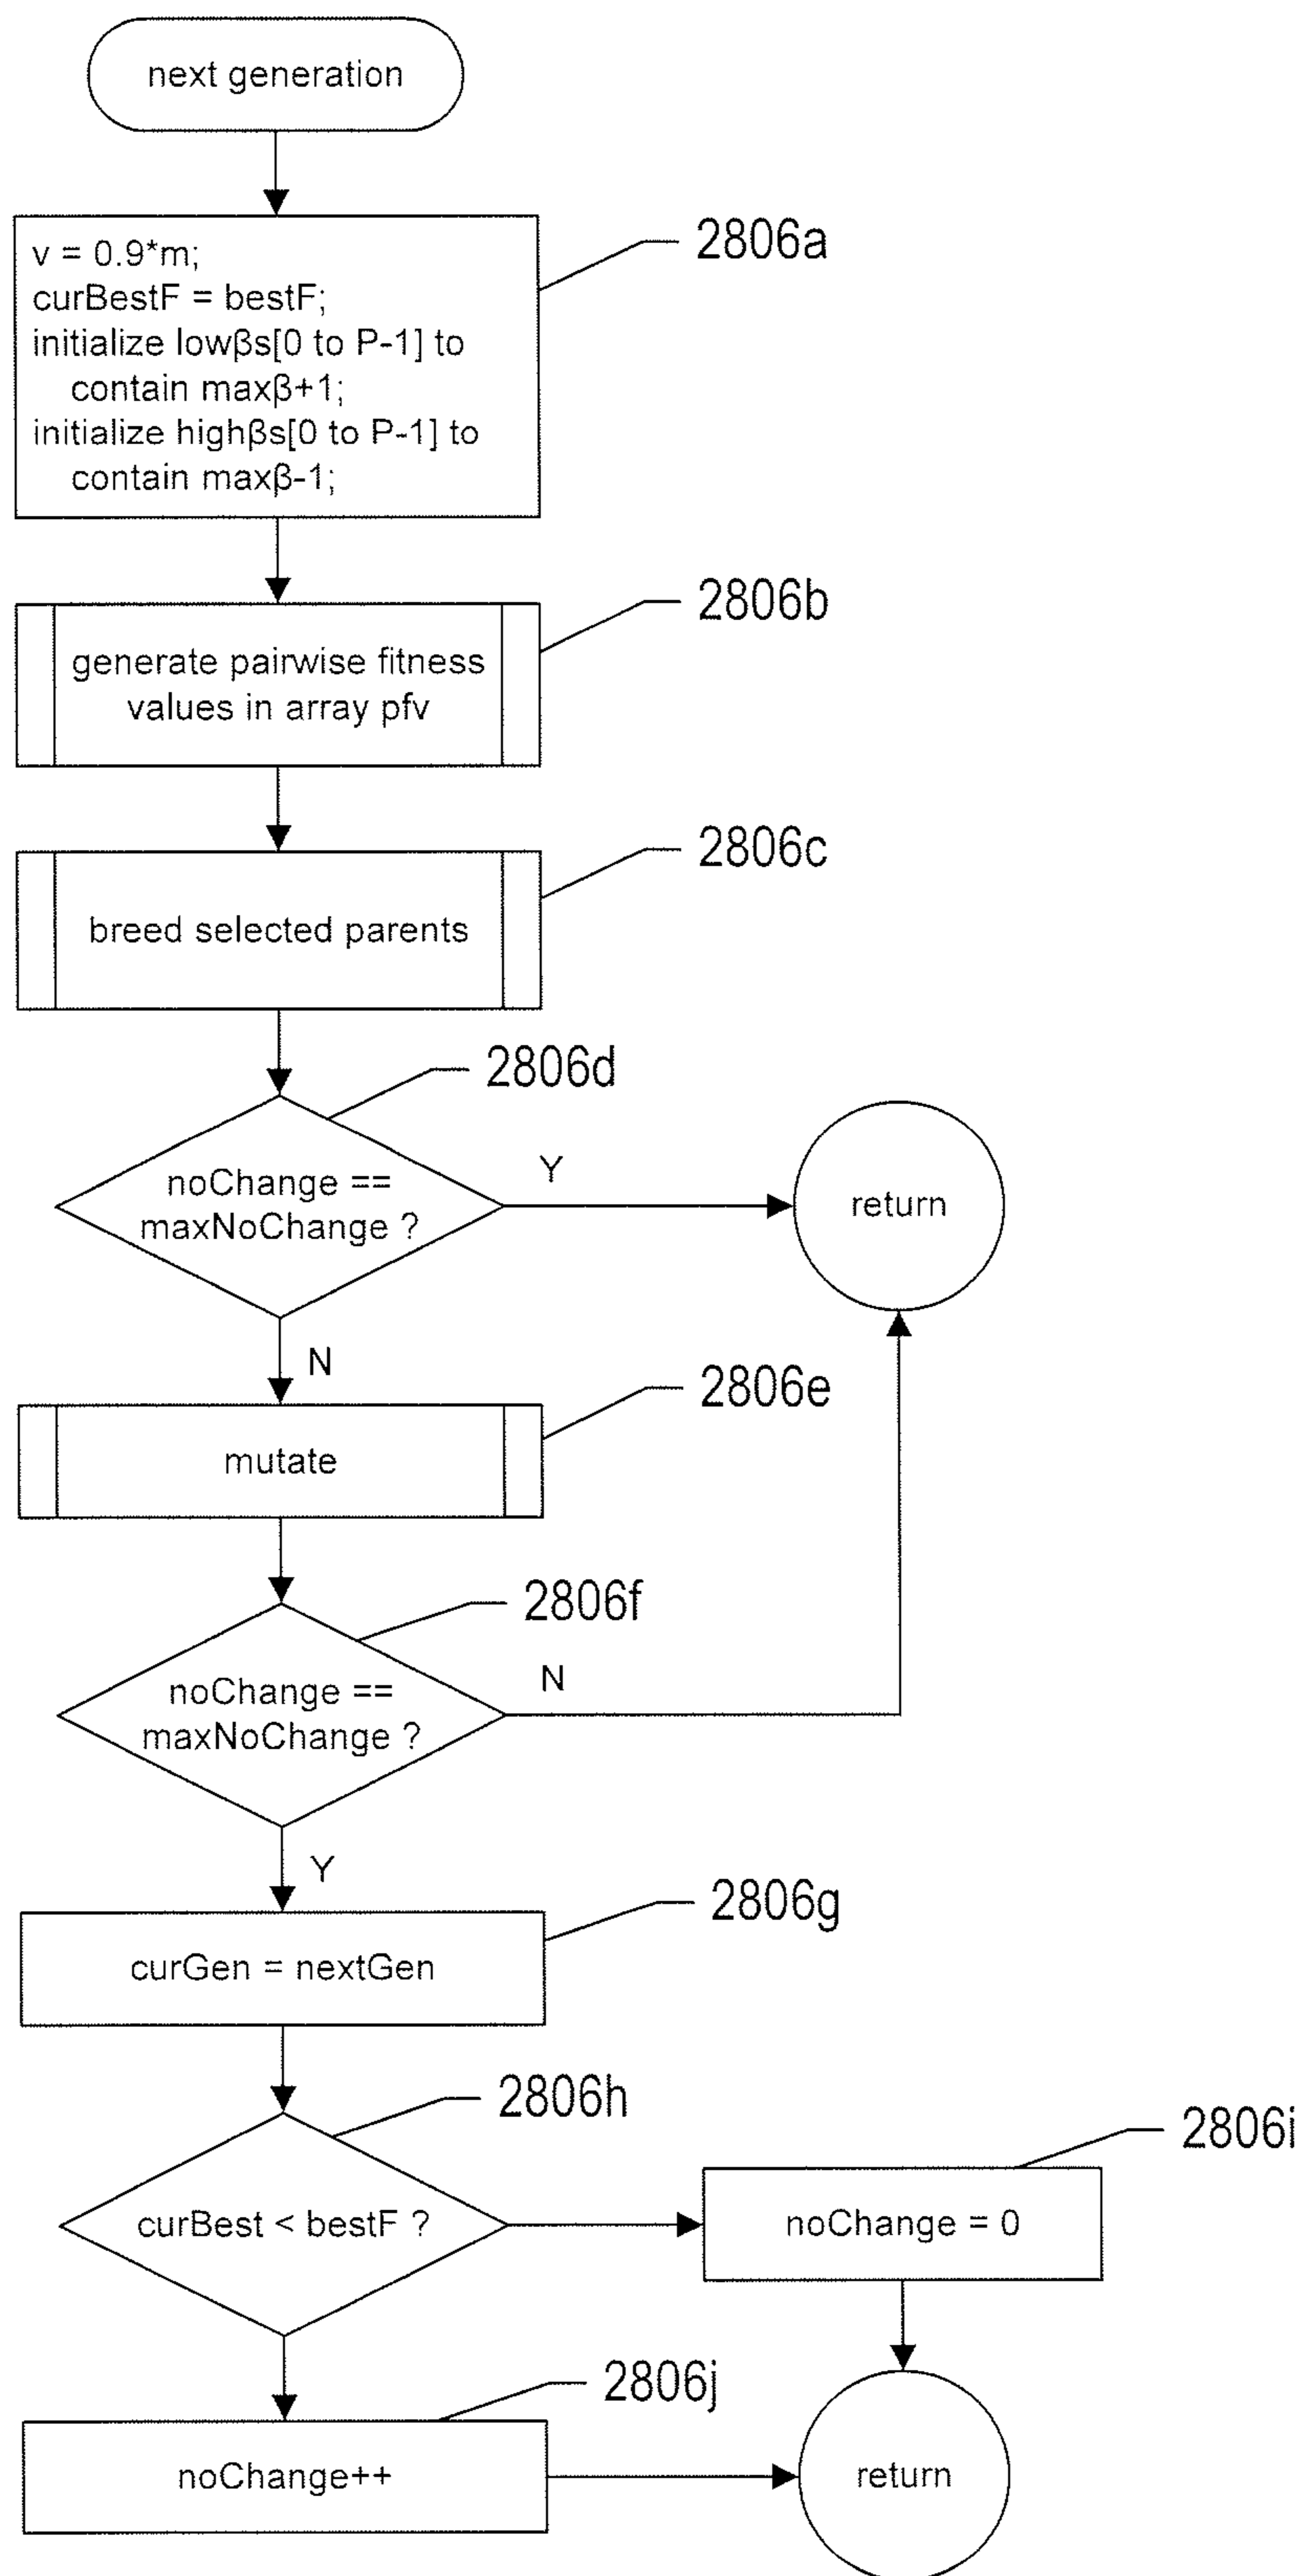 next generation
2806a
v = 0.9*m;
curBestF = bestF;
initialize lowβs[0 to P-1] to
contain maxβ+1;
initialize highβs[0 to P-1] to
contain maxβ-1;
2806b
generate pairwise fitness
values in array pfv
2806c
breed selected parents
2806d
noChange ==
maxNoChange ?
Y
return
N
2806e
mutate
2806f
noChange ==
maxNoChange ?
N
Y
2806g
curGen = nextGen
2806h
2806i
curBest < bestF ?
noChange = 0
2806j
noChange++
return